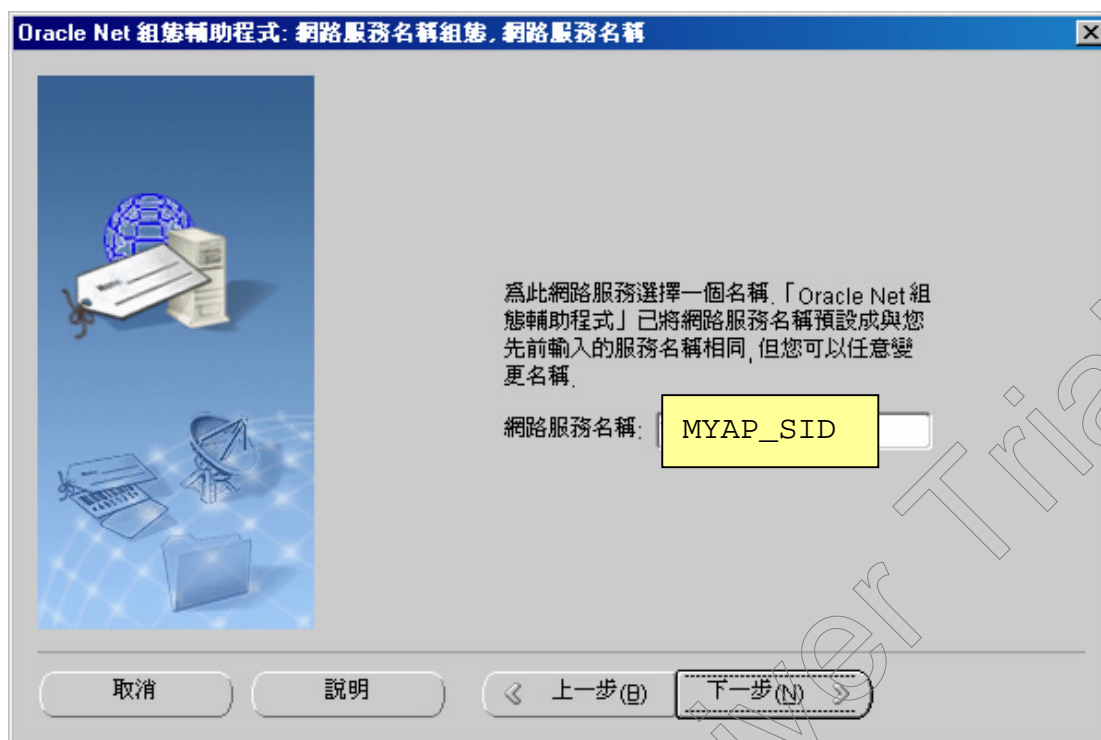 Oracle Net 組態輔助程式: 網路服務名稱組態, 網路服務名稱
為此網路服務選擇一個名稱.「Oracle Net 組
態輔助程式」已將網路服務名稱預設成與您
先前輸入的服務名稱相同, 但您可以任意變
更名稱.
網路服務名稱: MYAP_SID
取消 說明 上一步(B) 下一步(N)
iver Tria